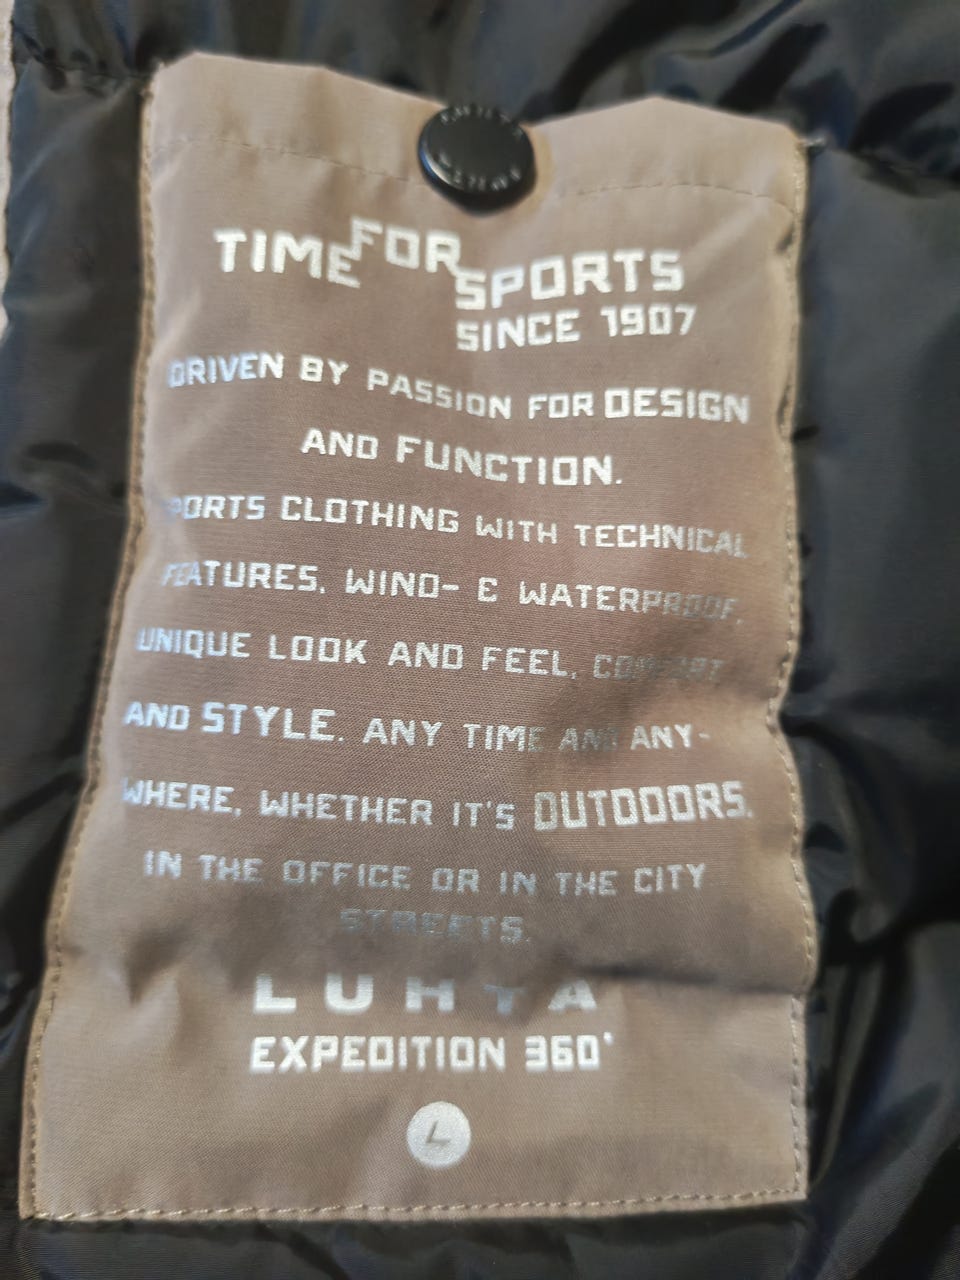 TIME FOR SPORTS
SINCE 1907
DRIVEN BY PASSION FOR DESIGN
AND FUNCTION.
SPORTS CLOTHING WITH TECHNICAL
FEATURES, WIND- & WATERPROOF,
UNIQUE LOOK AND FEEL, COMFORT
AND STYLE. ANY TIME AND ANY-
WHERE, WHETHER IT'S OUTDOORS,
IN THE OFFICE OR IN THE CITY
STREETS.
LUHTA
EXPEDITION 360°
L